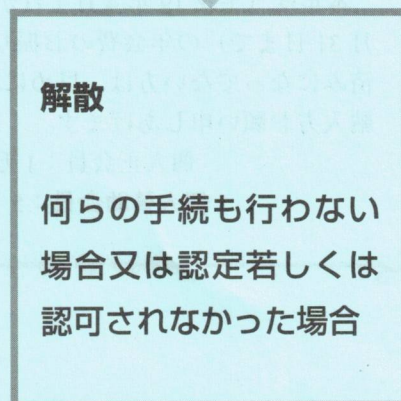 解散
何らの手続も行わない
場合又は認定若しくは
認可されなかった場合